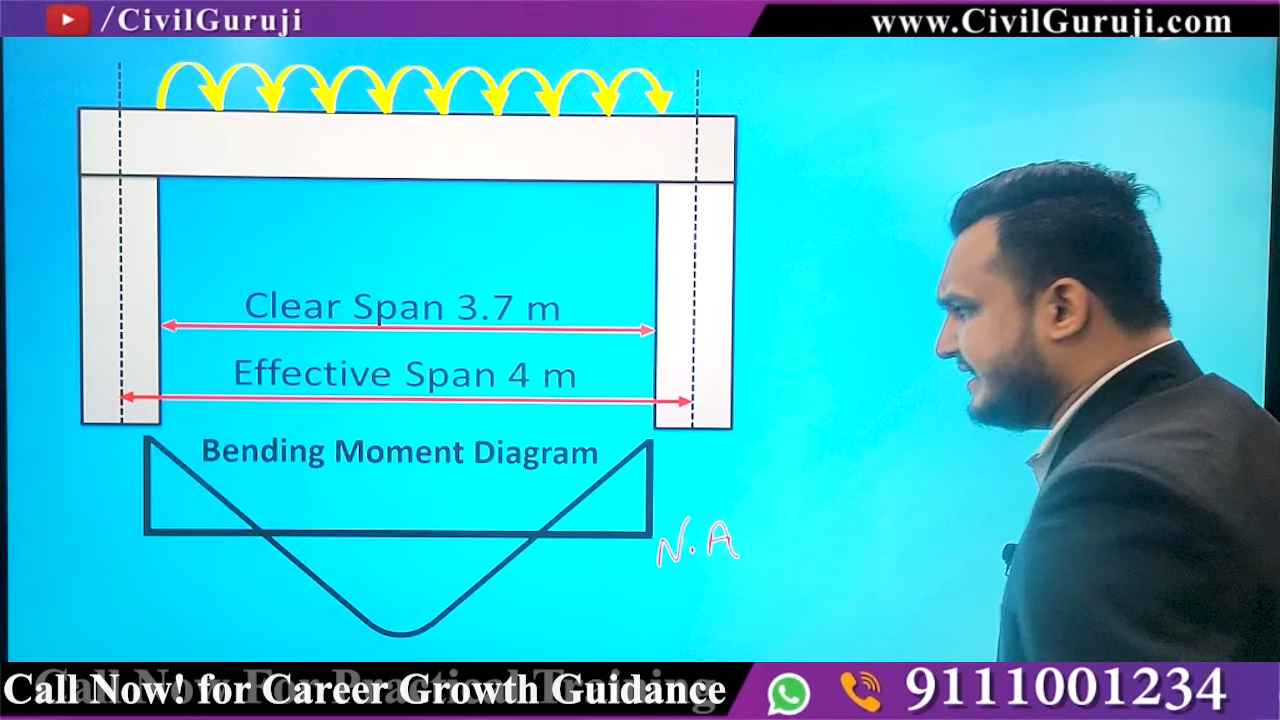 /CivilGuruji
www.CivilGuruji.com
Clear Span 3.7 m
Effective Span 4 m
Bending Moment Diagram
N.A
Call Now! for Career Growth Guidance
9111001234